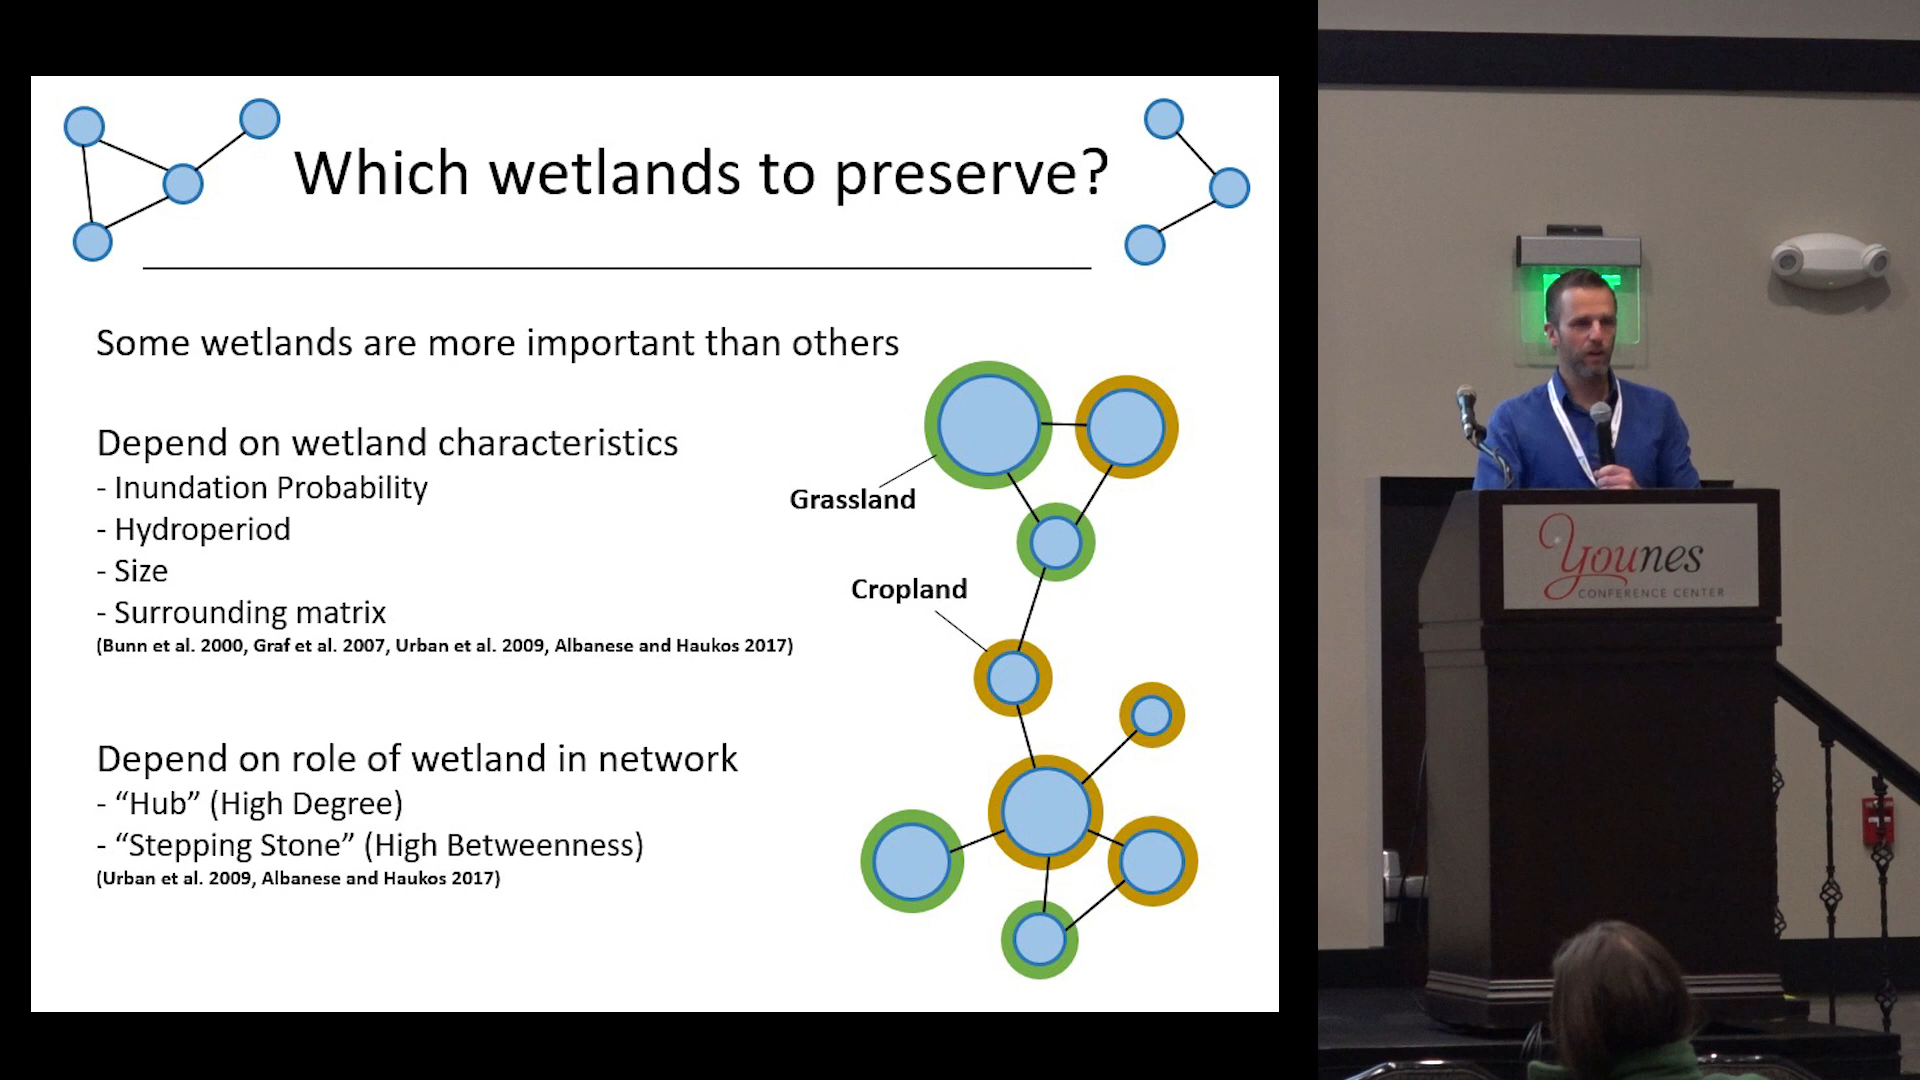 Which wetlands to preserve?
Some wetlands are more important than others
Depend on wetland characteristics
- Inundation Probability
- Hydroperiod
- Size
- Surrounding matrix
(Bunn et al. 2000, Graf et al. 2007, Urban et al. 2009, Albanese and Haukos 2017)
Depend on role of wetland in network
- “Hub” (High Degree)
- “Stepping Stone” (High Betweenness)
(Urban et al. 2009, Albanese and Haukos 2017)
Grassland
Cropland
Younes
CONFERENCE CENTER